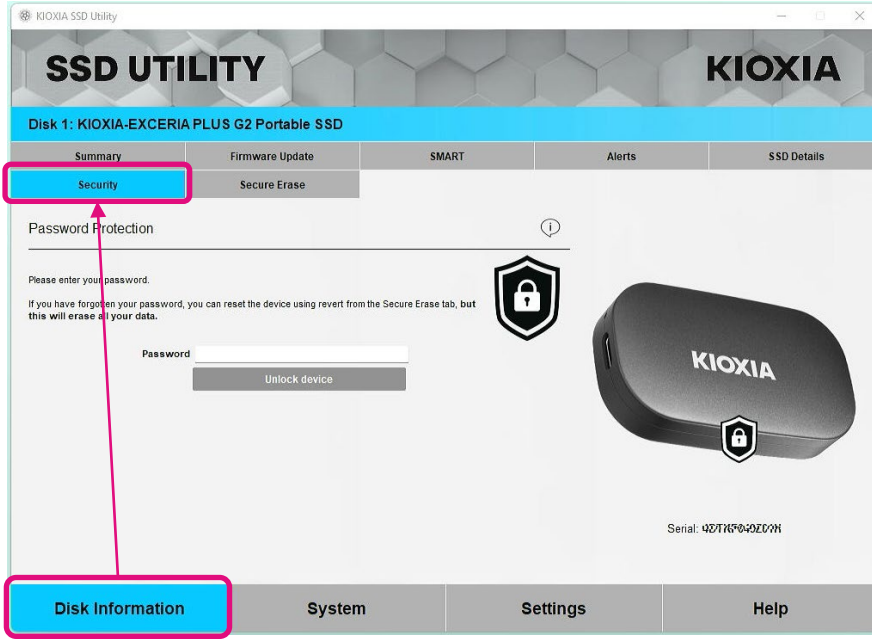 KIOXIA SSD Utility
SSD UTILITY
KIOXIA
Disk 1: KIOXIA-EXCERIA PLUS G2 Portable SSD
Summary Firmware Update SMART Alerts SSD Details
Security Secure Erase
Password Protection
i
Please enter your password.
If you have forgotten your password, you can reset the device using revert from the Secure Erase tab, but
this will erase all your data.
Password
Unlock device
KIOXIA
Serial:
Disk Information System Settings Help